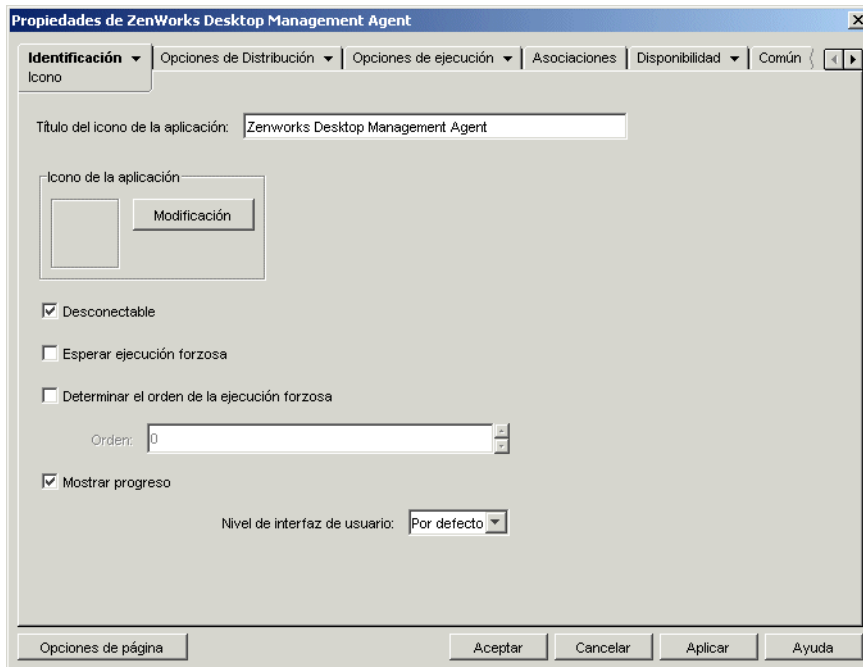 Propiedades de ZenWorks Desktop Management Agent
Identificación Opciones de Distribución Opciones de ejecución Asociaciones Disponibilidad Común
Icono
Título del icono de la aplicación: Zenworks Desktop Management Agent
Icono de la aplicación
Modificación
Desconectable
Esperar ejecución forzosa
Determinar el orden de la ejecución forzosa
Orden: 0
Mostrar progreso
Nivel de interfaz de usuario: Por defecto
Opciones de página Aceptar Cancelar Aplicar Ayuda